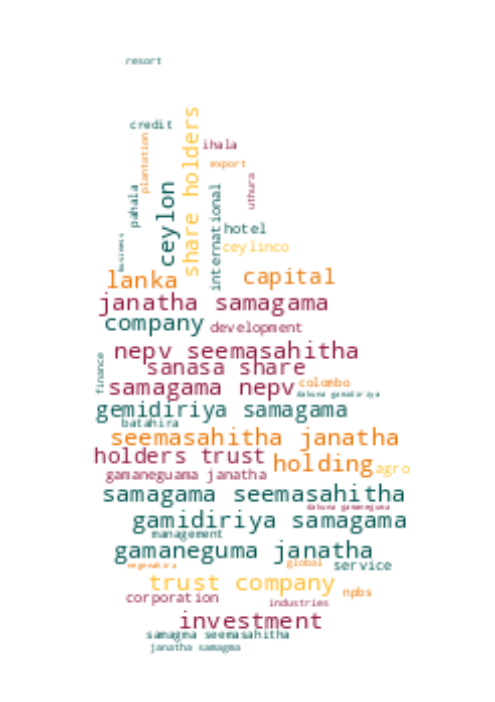 resort
credit
share holders
plantation
ihala
export
uthura
pahala
ceylon
international
hotel
business
ceylinco
lanka
capital
janatha samagama
company
development
nepv seemasahitha
finance
sanasa share
samagama nepv
colombo
dakuna gamidiriya
gemidiriya samagama
batahira
seemasahitha janatha
holders trust
holding
agro
gamaneguama janatha
samagama seemasahitha
dakuna gamaneguma
gamidiriya samagama
management
gamaneguma janatha
global
service
negenahira
trust company
npbs
corporation
industries
investment
samagma seemasahitha
janatha samagma